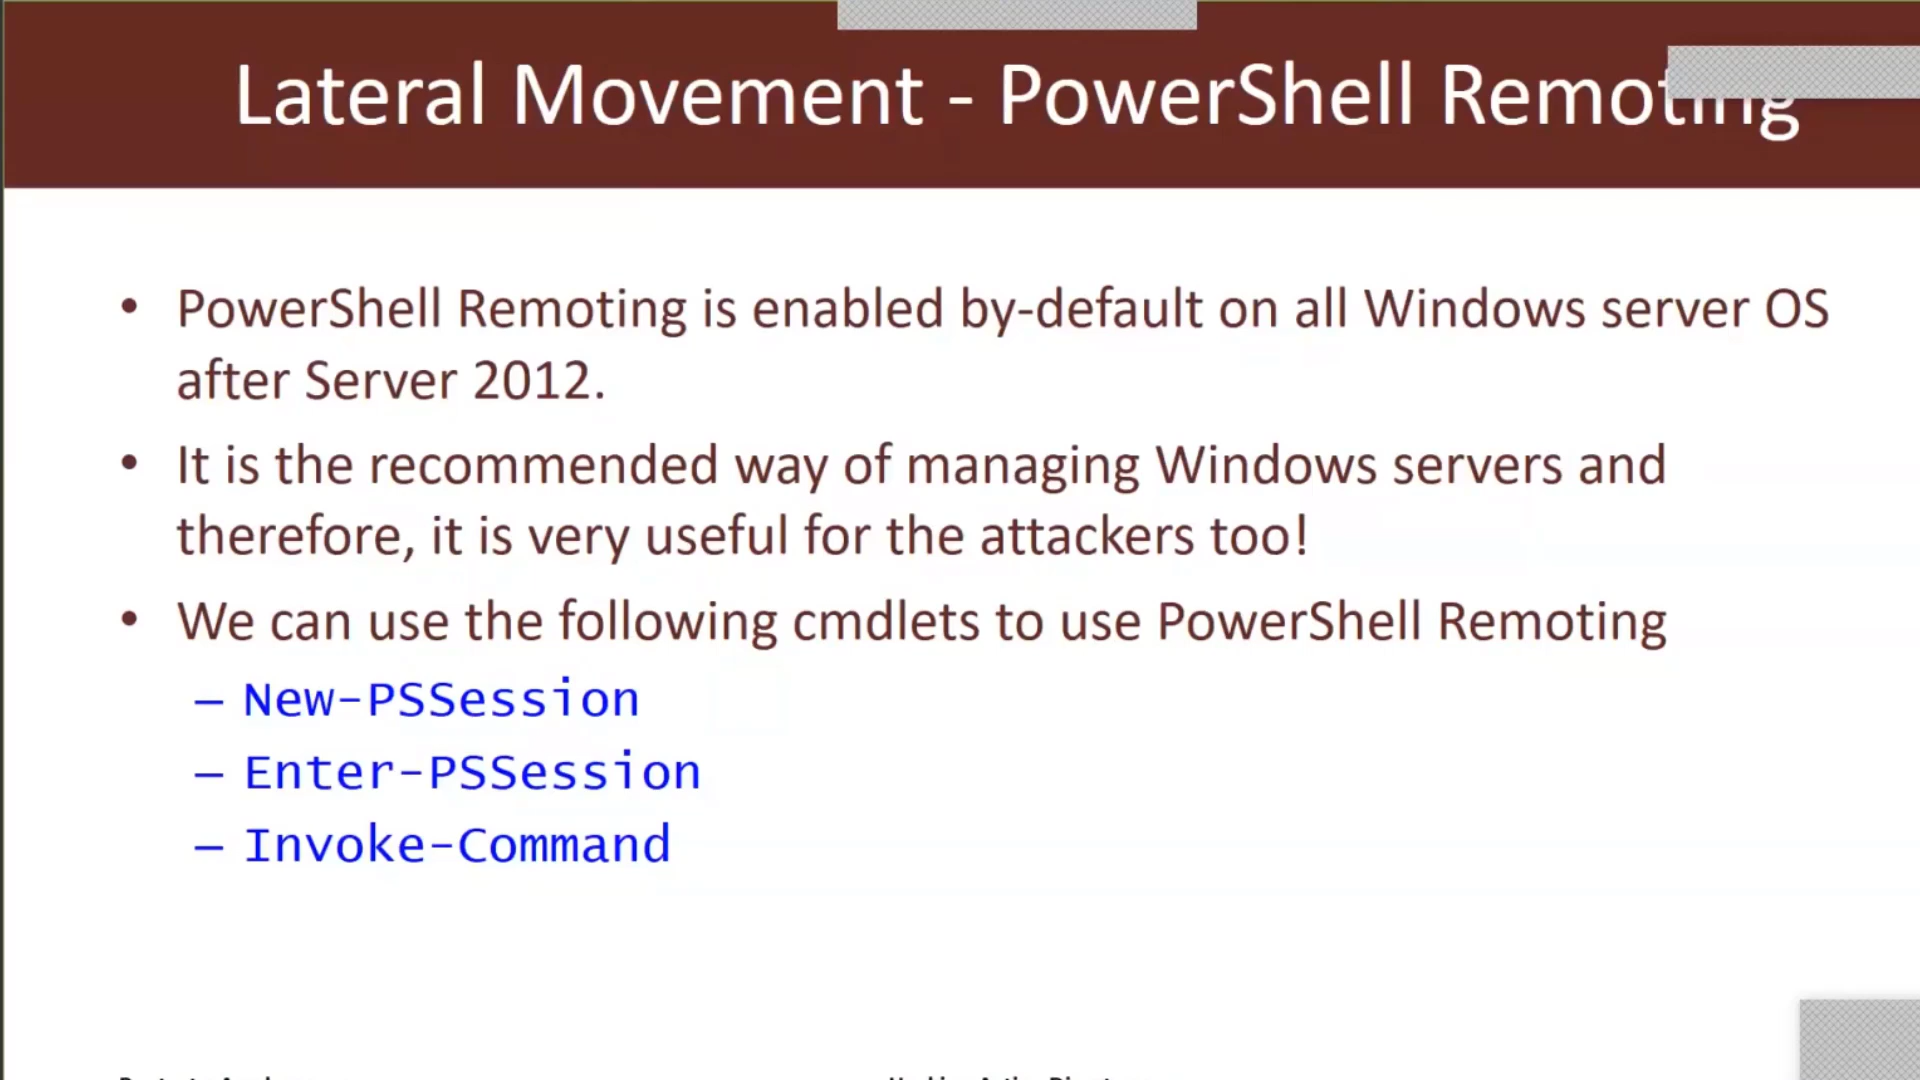 Lateral Movement - PowerShell Remoting
• PowerShell Remoting is enabled by-default on all Windows server OS
after Server 2012.
• It is the recommended way of managing Windows servers and
therefore, it is very useful for the attackers too!
• We can use the following cmdlets to use PowerShell Remoting
– New-PSSession
– Enter-PSSession
– Invoke-Command